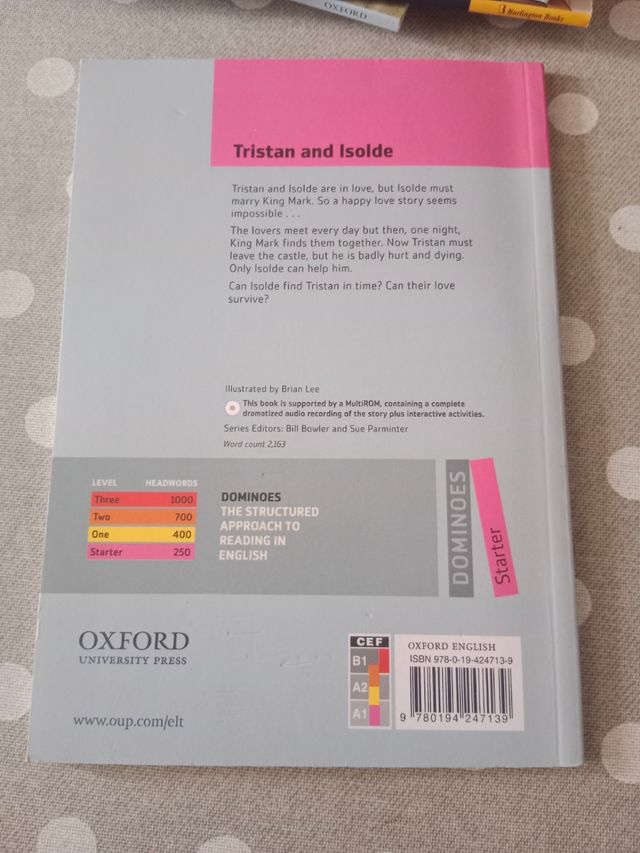 OXFORD
Burlington Books
Tristan and Isolde
Tristan and Isolde are in love, but Isolde must
marry King Mark. So a happy love story seems
impossible . . .
The lovers meet every day but then, one night,
King Mark finds them together. Now Tristan must
leave the castle, but he is badly hurt and dying.
Only Isolde can help him.
Can Isolde find Tristan in time? Can their love
survive?
Illustrated by Brian Lee
This book is supported by a MultiROM, containing a complete
dramatized audio recording of the story plus interactive activities.
Series Editors: Bill Bowler and Sue Parminter
Word count 2,163
LEVEL HEADWORDS
Three 1000
Two 700
One 400
Starter 250
DOMINOES
THE STRUCTURED
APPROACH TO
READING IN
ENGLISH
DOMINOES
Starter
OXFORD
UNIVERSITY PRESS
www.oup.com/elt
CEF
B1
A2
A1
OXFORD ENGLISH
ISBN 978-0-19-424713-9
9 780194 247139